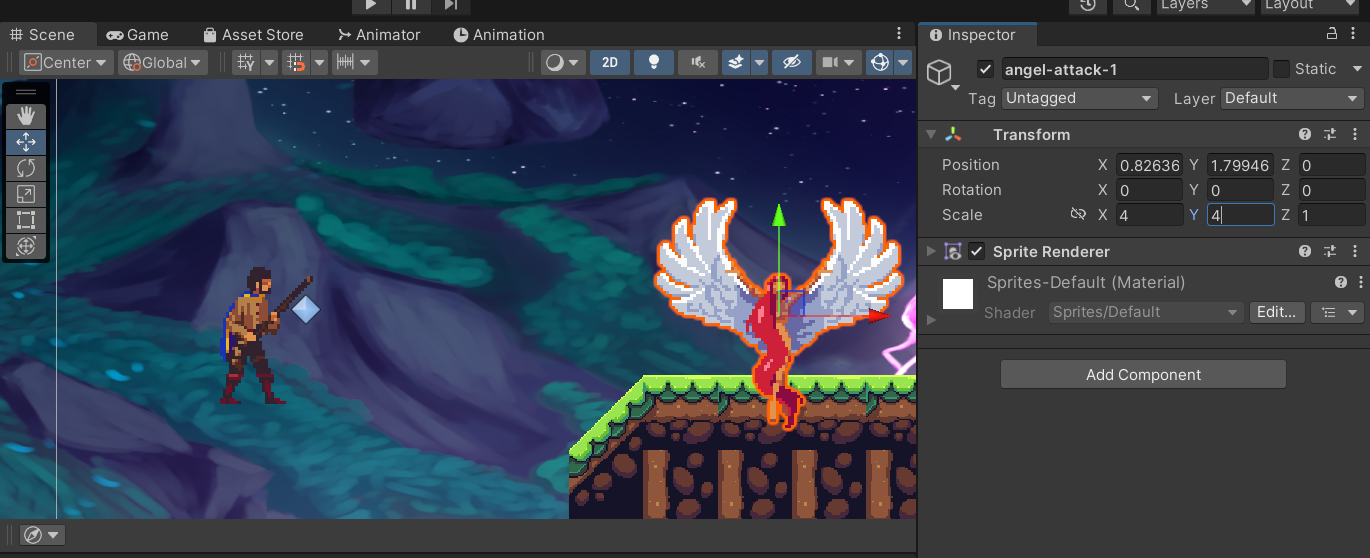 Layers
Layout
Scene
Game
Asset Store
Animator
Animation
Inspector
Center
Global
2D
angel-attack-1
Static
Tag Untagged
Layer Default
Transform
Position X 0.82636 Y 1.79946 Z 0
Rotation X 0 Y 0 Z 0
Scale X 4 Y 4 Z 1
Sprite Renderer
Sprites-Default (Material)
Shader Sprites/Default Edit...
Add Component